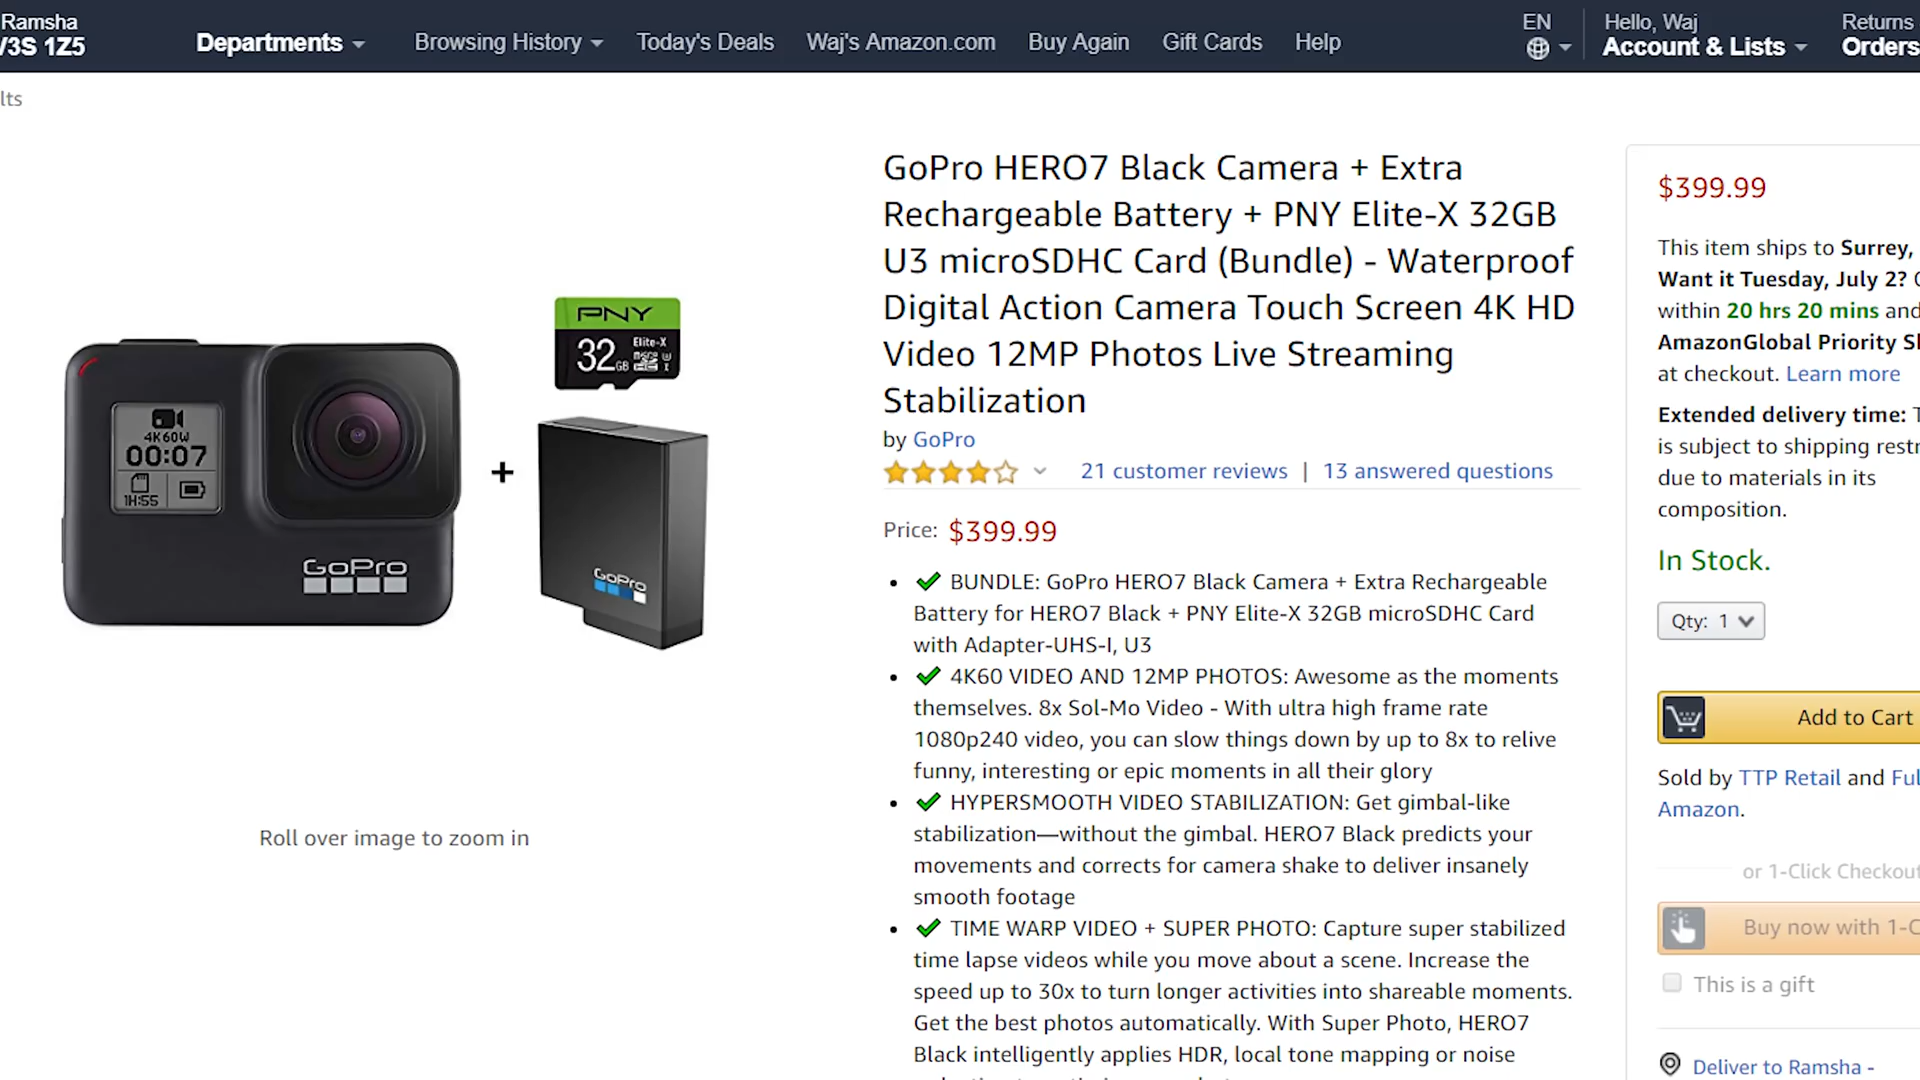 Ramsha
V3S 1Z5
Departments
Browsing History
Today's Deals
Waj's Amazon.com
Buy Again
Gift Cards
Help
EN
Hello, Waj
Account & Lists
Returns
Orders
lts
PNY
32GB
Elite-X
4K60W
00:07
1H:55
GoPro
+
GoPro
Roll over image to zoom in
GoPro HERO7 Black Camera + Extra
Rechargeable Battery + PNY Elite-X 32GB
U3 microSDHC Card (Bundle) - Waterproof
Digital Action Camera Touch Screen 4K HD
Video 12MP Photos Live Streaming
Stabilization
by GoPro
21 customer reviews | 13 answered questions
Price: $399.99
BUNDLE: GoPro HERO7 Black Camera + Extra Rechargeable
Battery for HERO7 Black + PNY Elite-X 32GB microSDHC Card
with Adapter-UHS-I, U3
4K60 VIDEO AND 12MP PHOTOS: Awesome as the moments
themselves. 8x Sol-Mo Video - With ultra high frame rate
1080p240 video, you can slow things down by up to 8x to relive
funny, interesting or epic moments in all their glory
HYPERSMOOTH VIDEO STABILIZATION: Get gimbal-like
stabilization—without the gimbal. HERO7 Black predicts your
movements and corrects for camera shake to deliver insanely
smooth footage
TIME WARP VIDEO + SUPER PHOTO: Capture super stabilized
time lapse videos while you move about a scene. Increase the
speed up to 30x to turn longer activities into shareable moments.
Get the best photos automatically. With Super Photo, HERO7
Black intelligently applies HDR, local tone mapping or noise
$399.99
This item ships to Surrey,
Want it Tuesday, July 2?
within 20 hrs 20 mins and
AmazonGlobal Priority
at checkout. Learn more
Extended delivery time:
is subject to shipping restr
due to materials in its
composition.
In Stock.
Qty: 1
Add to Cart
Sold by TTP Retail and Ful
Amazon.
or 1-Click Checkout
Buy now with 1-C
This is a gift
Deliver to Ramsha -